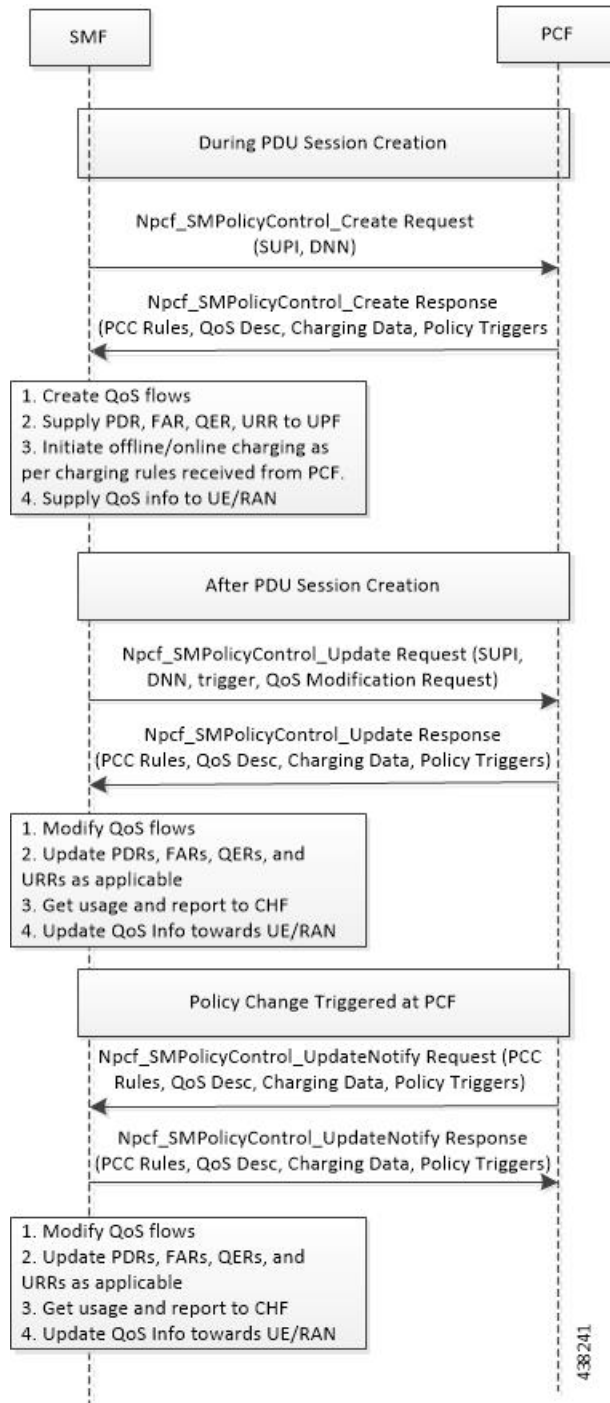 SMF
PCF
During PDU Session Creation
Npcf_SMPolicyControl_Create Request
(SUPI, DNN)
Npcf_SMPolicyControl_Create Response
(PCC Rules, QoS Desc, Charging Data, Policy Triggers
1. Create QoS flows
2. Supply PDR, FAR, QER, URR to UPF
3. Initiate offline/online charging as
per charging rules received from PCF.
4. Supply QoS info to UE/RAN
After PDU Session Creation
Npcf_SMPolicyControl_Update Request (SUPI,
DNN, trigger, QoS Modification Request)
Npcf_SMPolicyControl_Update Response
(PCC Rules, QoS Desc, Charging Data, Policy Triggers)
1. Modify QoS flows
2. Update PDRs, FARs, QERs, and
URRs as applicable
3. Get usage and report to CHF
4. Update QoS Info towards UE/RAN
Policy Change Triggered at PCF
Npcf_SMPolicyControl_UpdateNotify Request (PCC
Rules, QoS Desc, Charging Data, Policy Triggers)
Npcf_SMPolicyControl_UpdateNotify Response
(PCC Rules, QoS Desc, Charging Data, Policy Triggers)
1. Modify QoS flows
2. Update PDRs, FARs, QERs, and
URRs as applicable
3. Get usage and report to CHF
4. Update QoS Info towards UE/RAN
438241